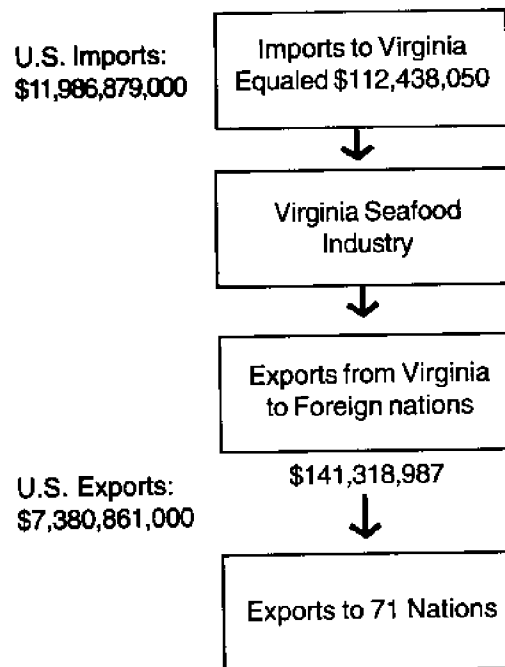 U.S. Imports:
$11,986,879,000
Imports to Virginia
Equaled $112,438,050
Virginia Seafood
Industry
Exports from Virginia
to Foreign nations
$141,318,987
U.S. Exports:
$7,380,861,000
Exports to 71 Nations